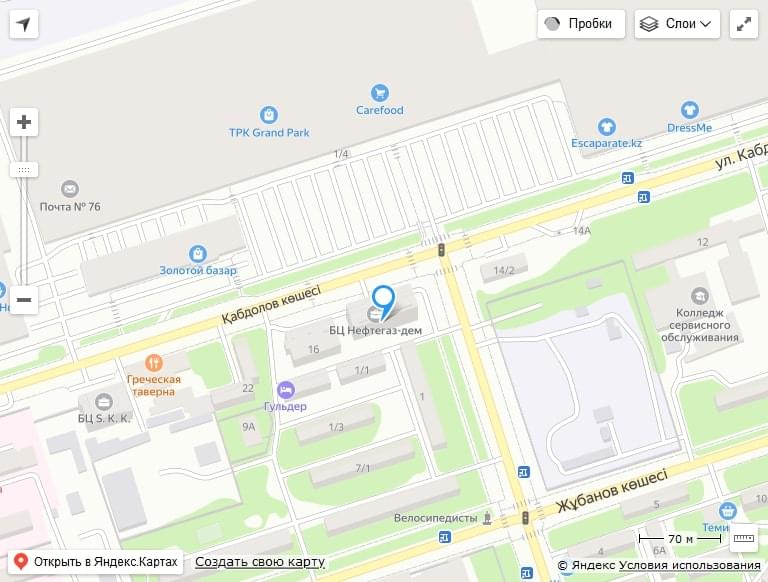 Пробки
Слои
Carefood
ТРК Grand Park
DressMe
Escaparate.kz
1/4
ул. Кабд
Почта № 76
14А
12
Золотой базар
14/2
Қабдолов көшесі
Колледж
сервисного
обслуживания
БЦ Нефтегаз-дем
16
Греческая
таверна
1/1
22
Гульдер
1
БЦ S. K. K.
9А
1/3
7/1
Жұбанов көшесі
5
10
Велосипедисты
Теми
70 м
4
6А
Открыть в Яндекс.Картах
Создать свою карту
© Яндекс Условия использования